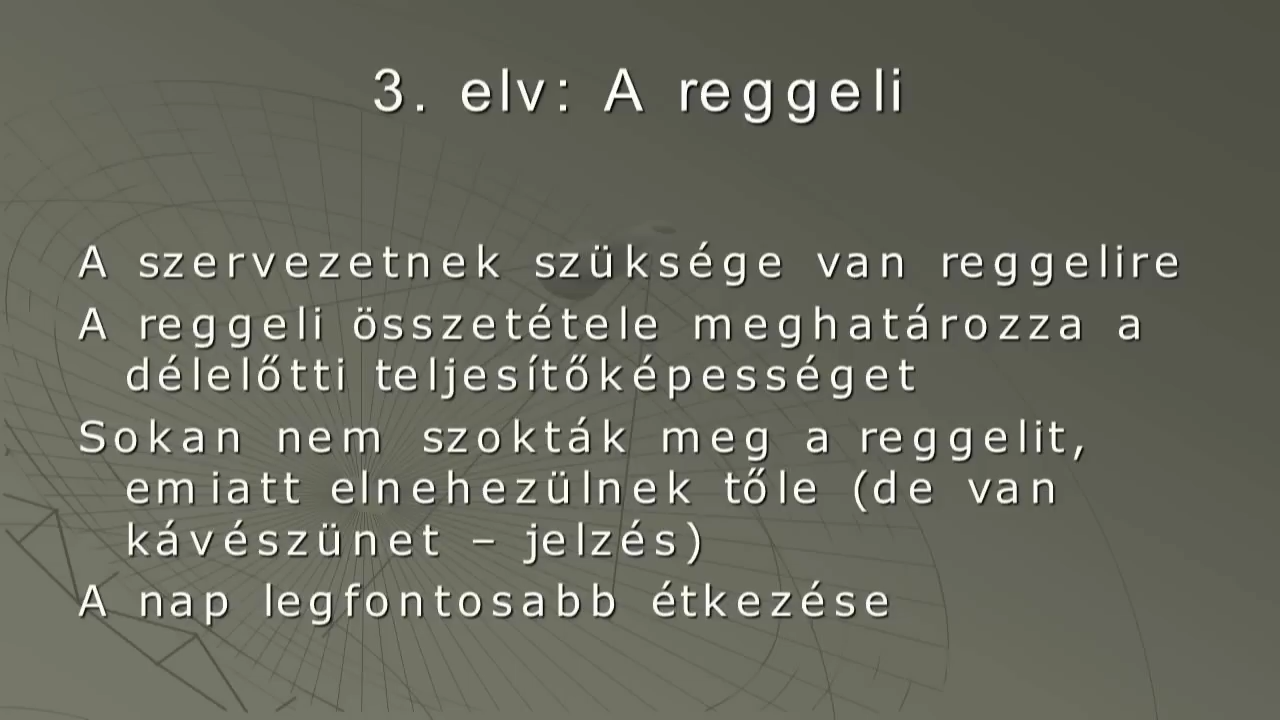 3. elv: A reggeli
A szervezetnek szüksége van reggelire
A reggeli összetétele meghatározza a
délelőtti teljesítőképességet
Sokan nem szokták meg a reggelit,
emiatt elnehezülnek tőle (de van
kávészünet – jelzés)
A nap legfontosabb étkezése